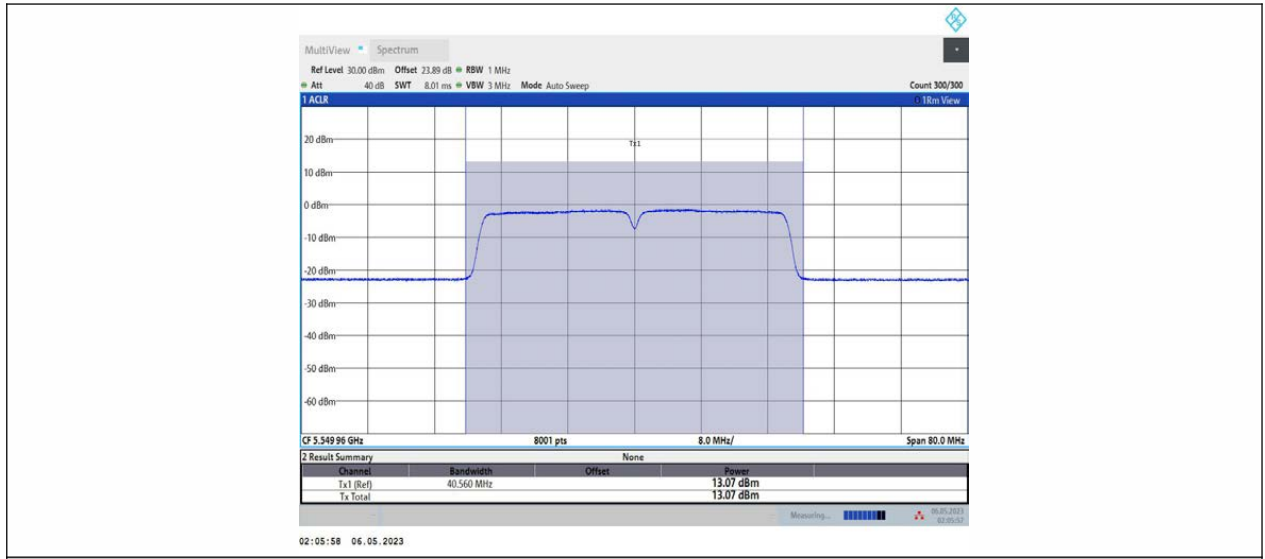 MultiView Spectrum
Ref Level 30.00 dBm Offset 23.89 dB RBW 1 MHz
Att 40 dB SWT 8.01 ms VBW 3 MHz Mode Auto Sweep Count 300/300
1 ACLR 1Rm View
Tx1
20 dBm
10 dBm
0 dBm
-10 dBm
-20 dBm
-30 dBm
-40 dBm
-50 dBm
-60 dBm
CF 5.549 96 GHz 8001 pts 8.0 MHz/ Span 80.0 MHz
2 Result Summary None
Channel Bandwidth Offset Power
Tx1 (Ref) 40.560 MHz 13.07 dBm
Tx Total 13.07 dBm
Measuring... 06.05.2023
02:05:57
02:05:58 06.05.2023